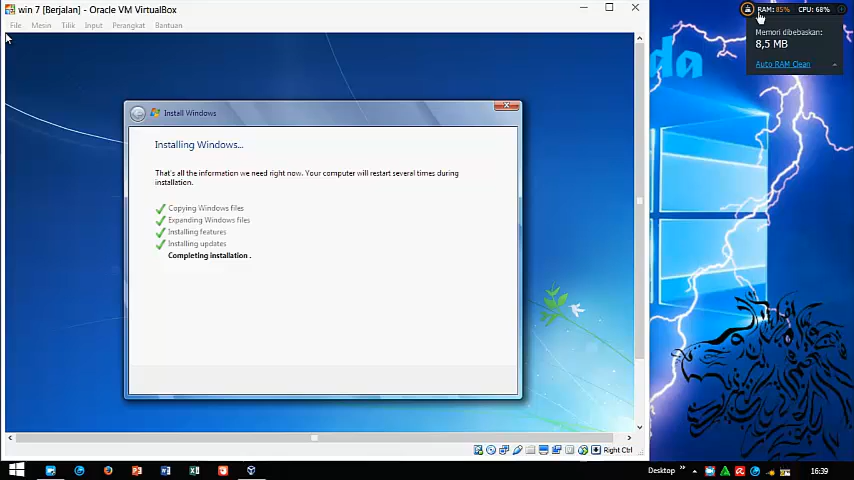 win 7 [Berjalan] - Oracle VM VirtualBox
File Mesin Tilik Input Perangkat Bantuan
RAM: 85% CPU: 68%
Memori dibebaskan:
8,5 MB
Auto RAM Clean
da
Install Windows
Installing Windows...
That's all the information we need right now. Your computer will restart several times during
installation.
Copying Windows files
Expanding Windows files
Installing features
Installing updates
Completing installation .
Right Ctrl
Desktop
16:39